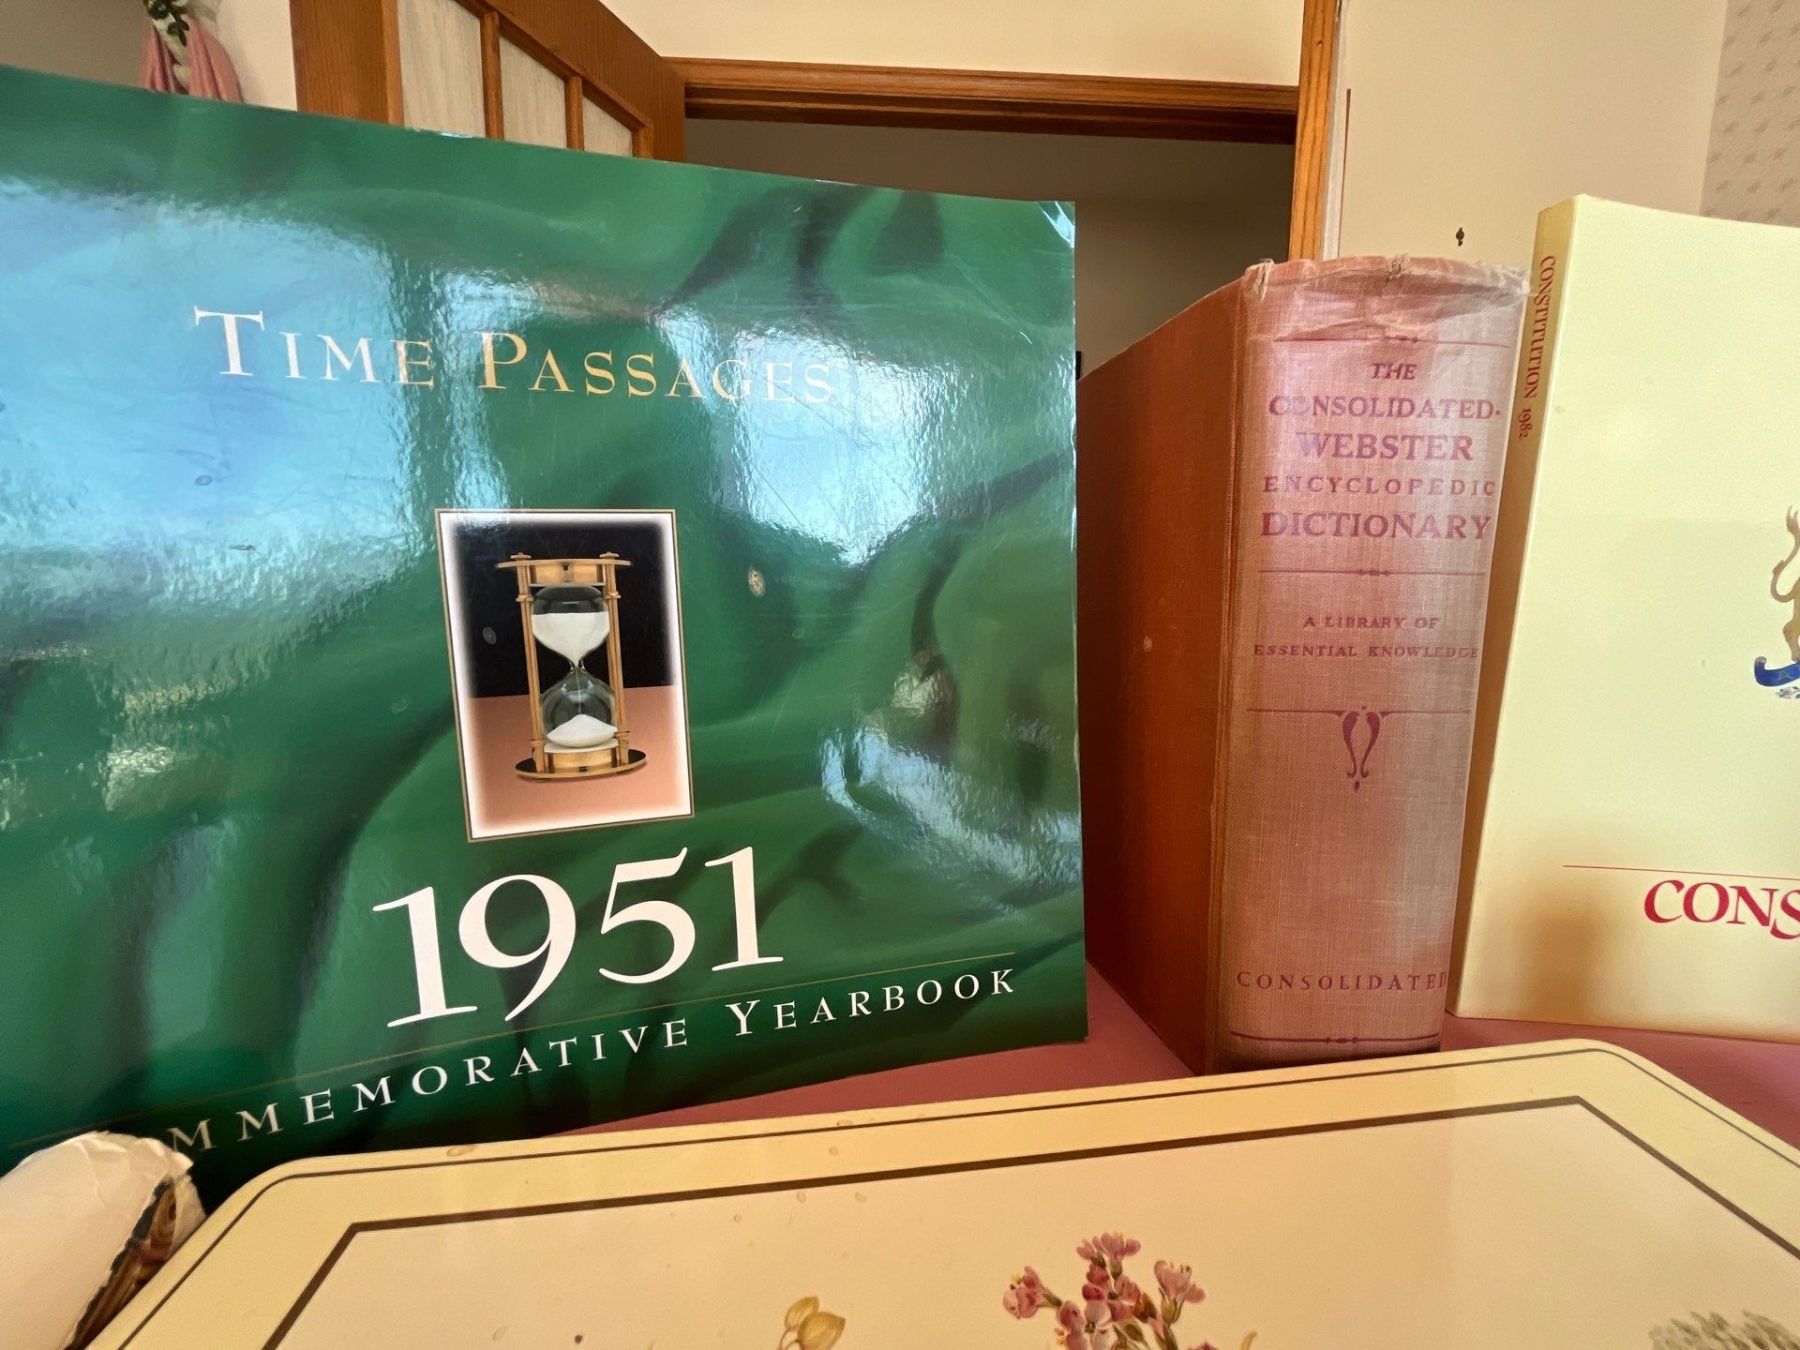 TIME PASSAGES
1951
MMEMORATIVE YEARBOOK
THE
CONSOLIDATED-
WEBSTER
ENCYCLOPEDIC
DICTIONARY
A LIBRARY OF
ESSENTIAL KNOWLEDGE
CONSOLIDATED
CONSTITUTION 1982
CONS